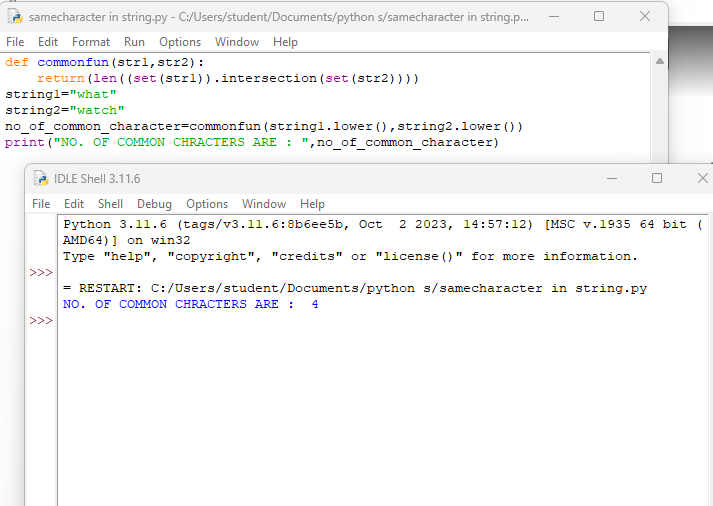 samecharacter in string.py - C:/Users/student/Documents/python s/samecharacter in string.p...
File Edit Format Run Options Window Help
def commonfun(str1,str2):
    return(len((set(str1)).intersection(set(str2))))
string1="what"
string2="watch"
no_of_common_character=commonfun(string1.lower(),string2.lower())
print("NO. OF COMMON CHRACTERS ARE : ",no_of_common_character)
IDLE Shell 3.11.6
File Edit Shell Debug Options Window Help
Python 3.11.6 (tags/v3.11.6:8b6ee5b, Oct  2 2023, 14:57:12) [MSC v.1935 64 bit (
AMD64)] on win32
Type "help", "copyright", "credits" or "license()" for more information.
>>>
= RESTART: C:/Users/student/Documents/python s/samecharacter in string.py
NO. OF COMMON CHRACTERS ARE :  4
>>>